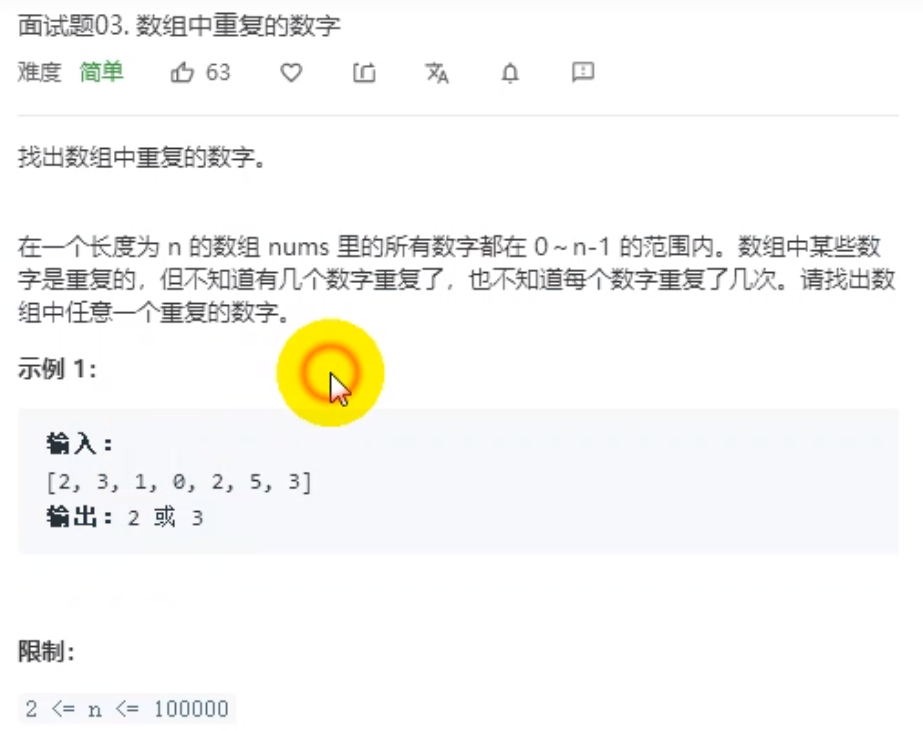 面试题03. 数组中重复的数字
难度 简单 63
找出数组中重复的数字。
在一个长度为 n 的数组 nums 里的所有数字都在 0～n-1 的范围内。数组中某些数
字是重复的，但不知道有几个数字重复了，也不知道每个数字重复了几次。请找出数
组中任意一个重复的数字。
示例 1：
输入：
[2, 3, 1, 0, 2, 5, 3]
输出：2 或 3
限制：
2 <= n <= 100000